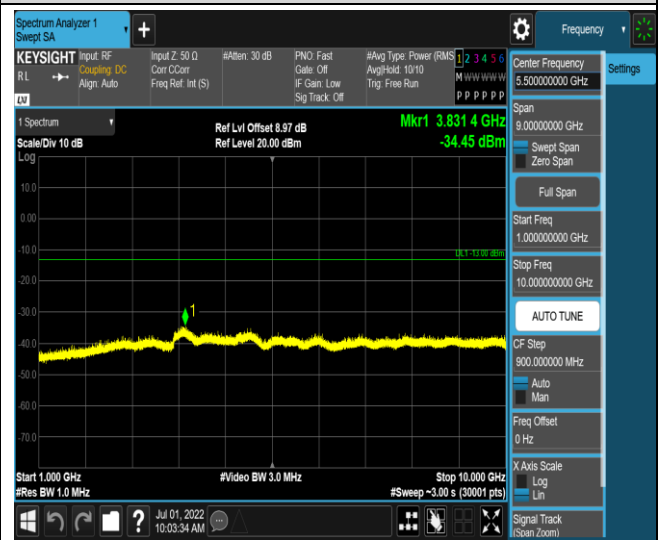 Spectrum Analyzer 1
Swept SA
+
Frequency
KEYSIGHT
RL
LXI
Input: RF
Coupling: DC
Align: Auto
Input Z: 50 Ω
Corr CCorr
Freq Ref: Int (S)
#Atten: 30 dB
PNO: Fast
Gate: Off
IF Gain: Low
Sig Track: Off
#Avg Type: Power (RMS
Avg|Hold: 10/10
Trig: Free Run
1 2 3 4 5 6
M W W W W W
P P P P P P
1 Spectrum
Scale/Div 10 dB
Ref Lvl Offset 8.97 dB
Ref Level 20.00 dBm
Mkr1 3.831 4 GHz
-34.45 dBm
Log
10.0
0.00
-10.0
-20.0
-30.0
-40.0
-50.0
-60.0
-70.0
DL1 -13.00 dBm
1
Start 1.000 GHz
#Res BW 1.0 MHz
#Video BW 3.0 MHz
Stop 10.000 GHz
#Sweep ~3.00 s (30001 pts)
?
Jul 01, 2022
10:03:34 AM
Center Frequency
5.500000000 GHz
Span
9.00000000 GHz
Swept Span
Zero Span
Full Span
Start Freq
1.000000000 GHz
Stop Freq
10.000000000 GHz
AUTO TUNE
CF Step
900.000000 MHz
Auto
Man
Freq Offset
0 Hz
X Axis Scale
Log
Lin
Signal Track
(Span Zoom)
Settings